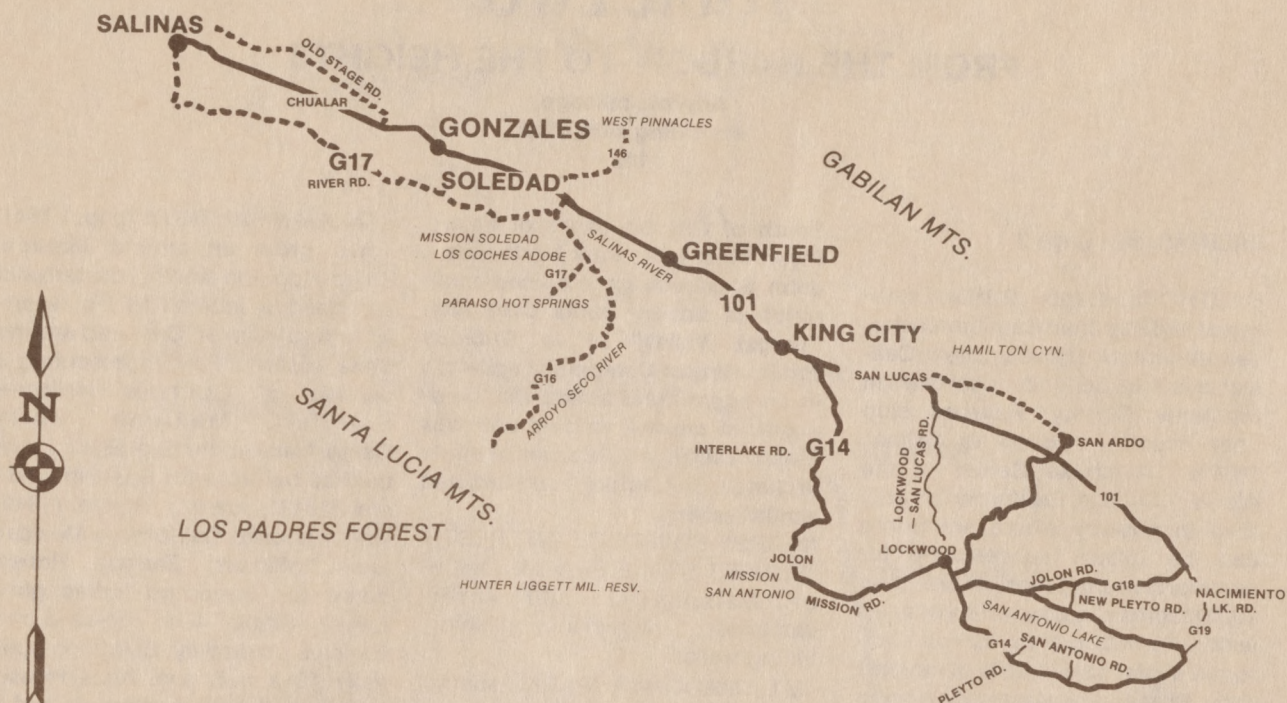 SALINAS
OLD STAGE RD.
CHUALAR
GONZALES
WEST PINNACLES
146
G17
RIVER RD.
SOLEDAD
GABILAN MTS.
MISSION SOLEDAD
LOS COCHES ADOBE
SALINAS RIVER
GREENFIELD
G17
PARAISO HOT SPRINGS
101
KING CITY
HAMILTON CYN.
G16
ARROYO SECO RIVER
SAN LUCAS
N
SANTA LUCIA MTS.
INTERLAKE RD.
G14
LOCKWOOD
— SAN LUCAS RD.
SAN ARDO
101
LOS PADRES FOREST
LOCKWOOD
JOLON
HUNTER LIGGETT MIL. RESV.
MISSION
SAN ANTONIO
MISSION RD.
JOLON RD.
G18
NEW PLEYTO RD.
NACIMIENTO
LK. RD.
SAN ANTONIO LAKE
G19
G14
SAN ANTONIO RD.
PLEYTO RD.